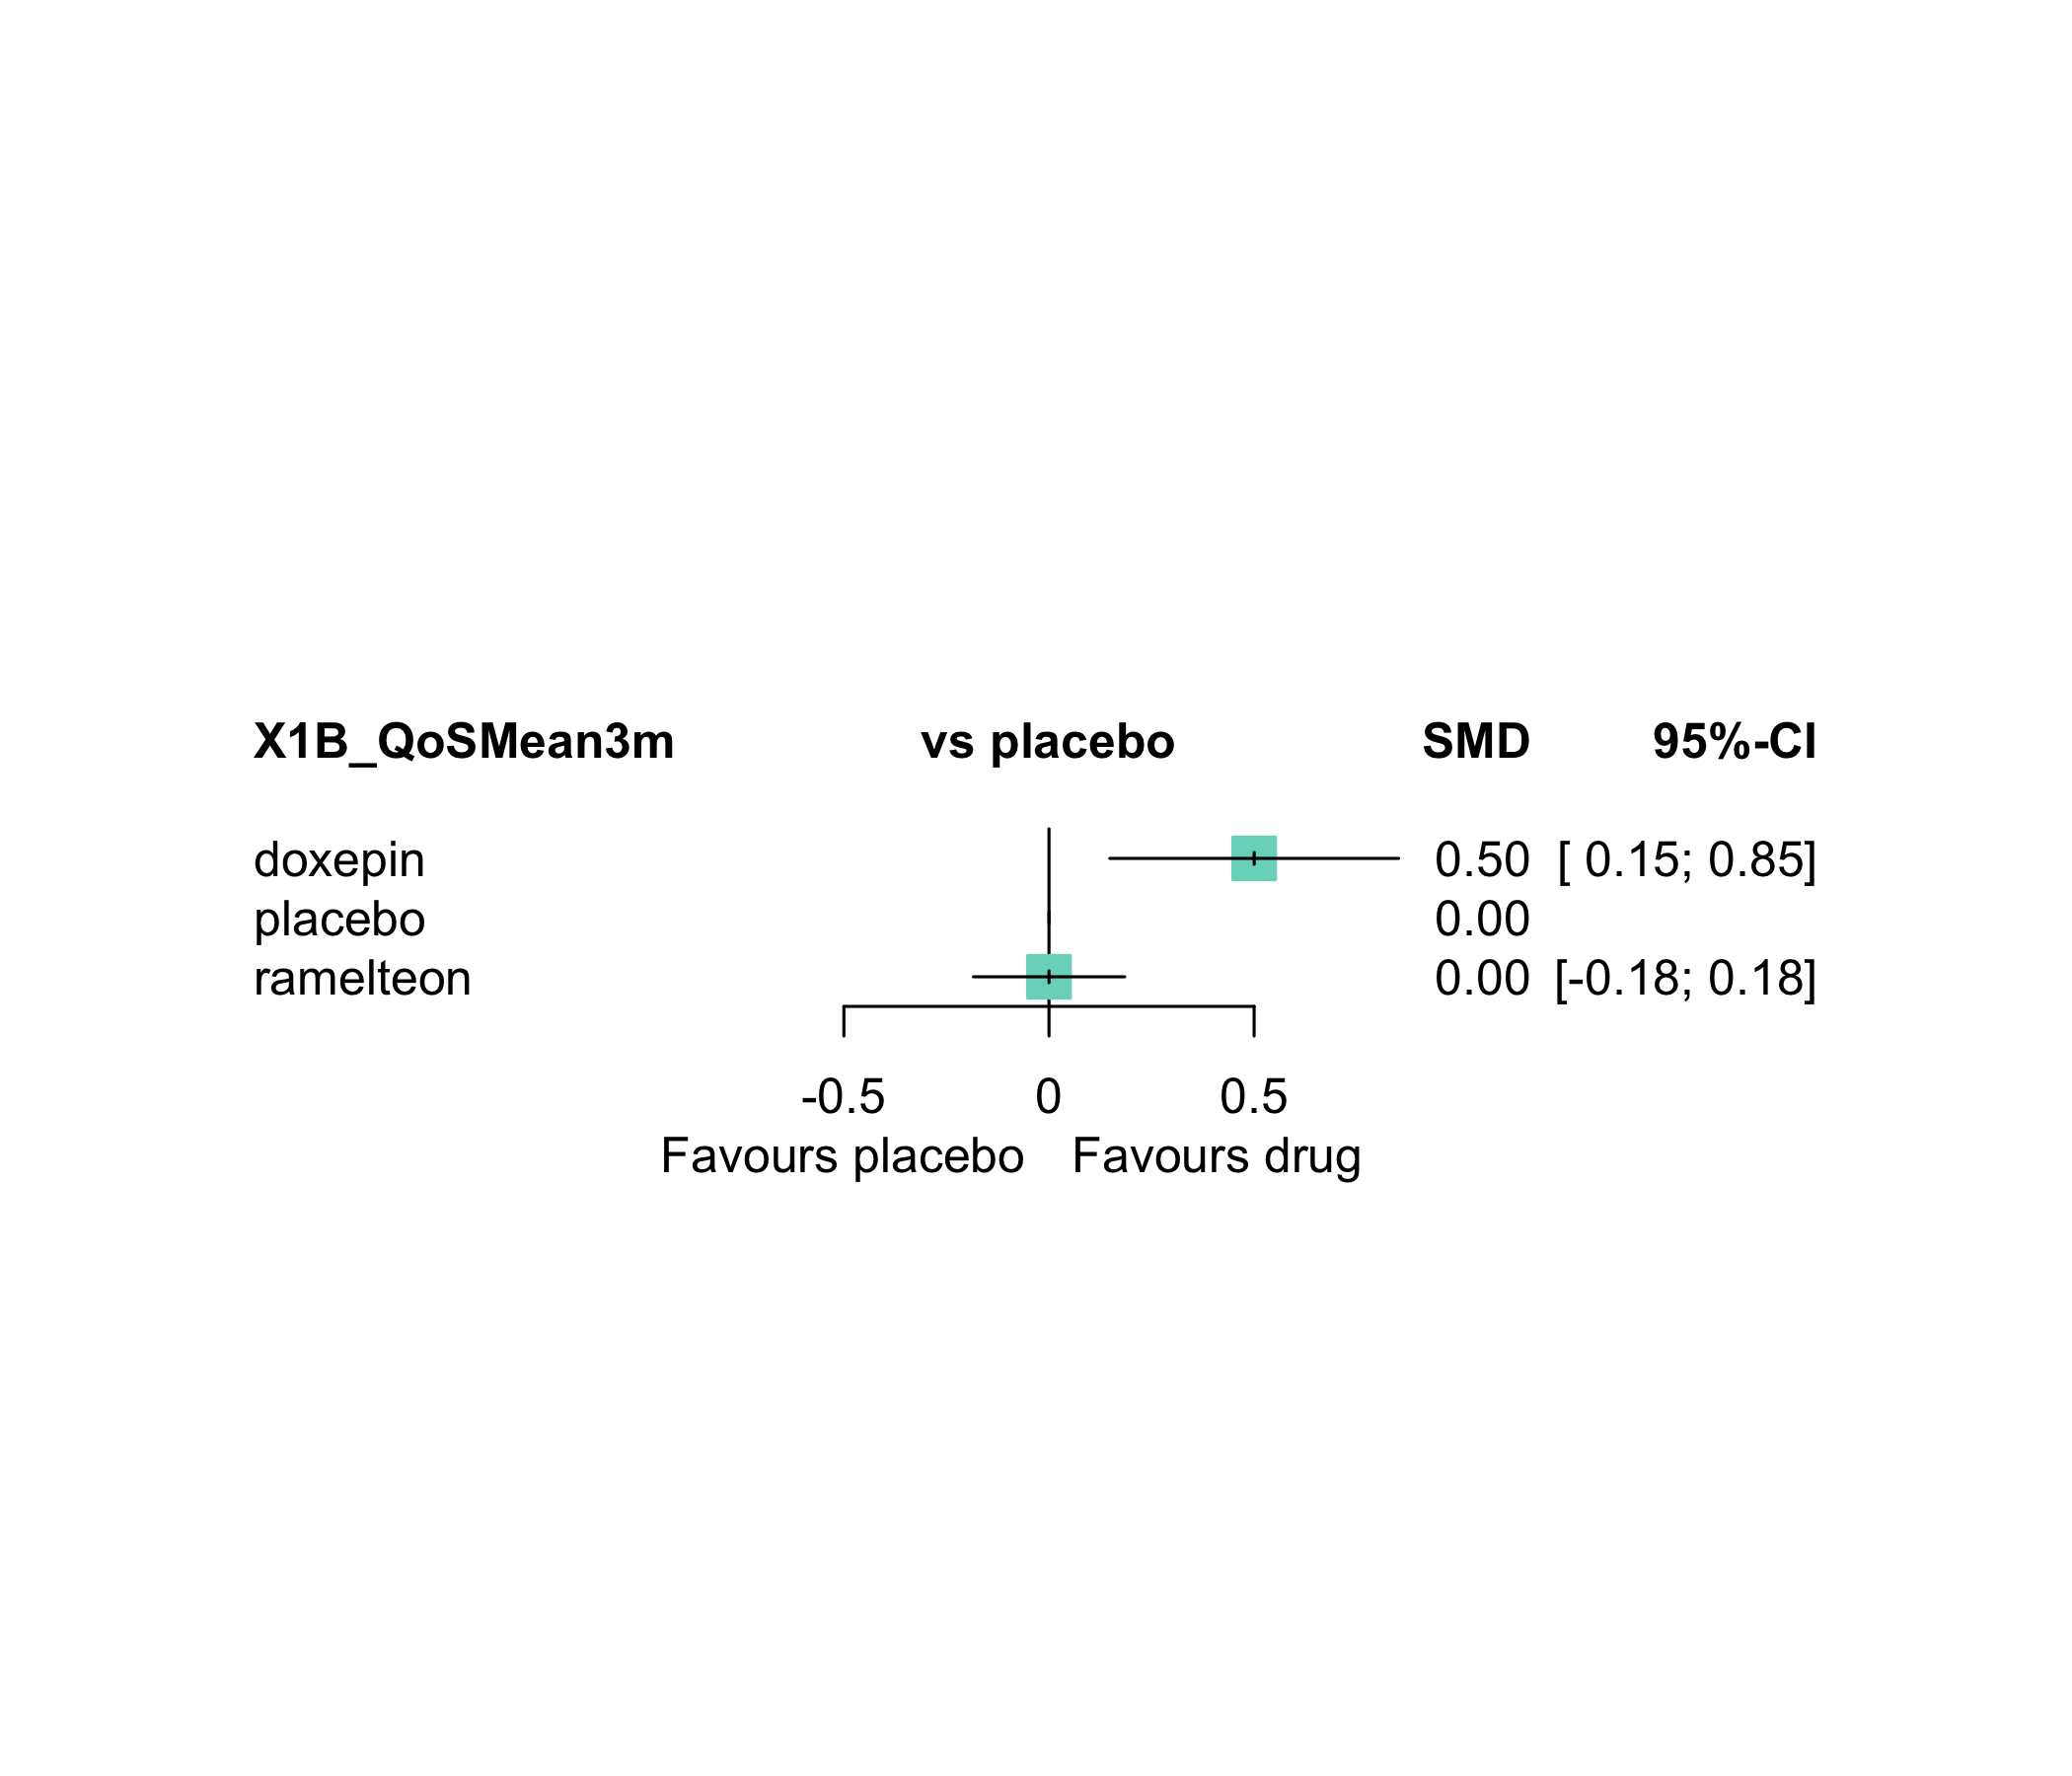 X1B_QoSMean3m vs placebo SMD 95%-CI
doxepin 0.50 [ 0.15; 0.85]
placebo 0.00
ramelteon 0.00 [-0.18; 0.18]
-0.5 0 0.5
Favours placebo Favours drug